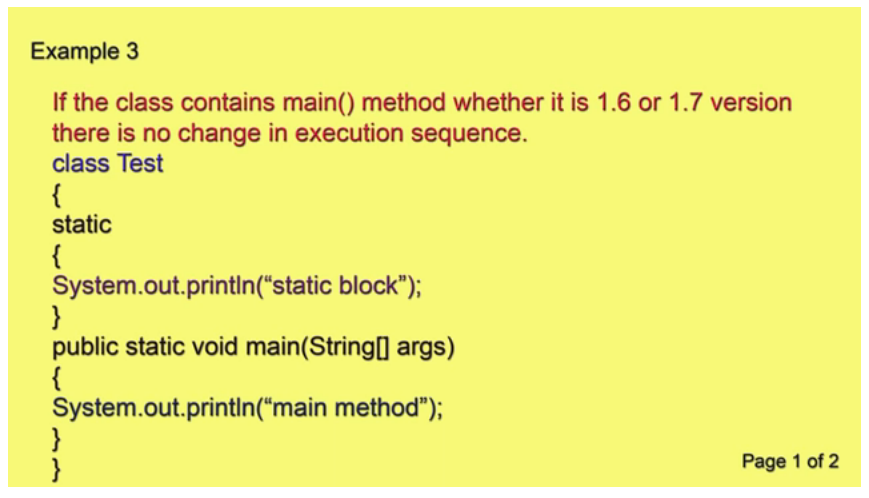 Example 3
If the class contains main() method whether it is 1.6 or 1.7 version
there is no change in execution sequence.
class Test
{
static
{
System.out.println(“static block”);
}
public static void main(String[] args)
{
System.out.println(“main method”);
}
}
Page 1 of 2